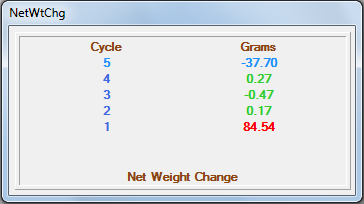 NetWtChg
Cycle Grams
5 -37.70
4 0.27
3 -0.47
2 0.17
1 84.54
Net Weight Change